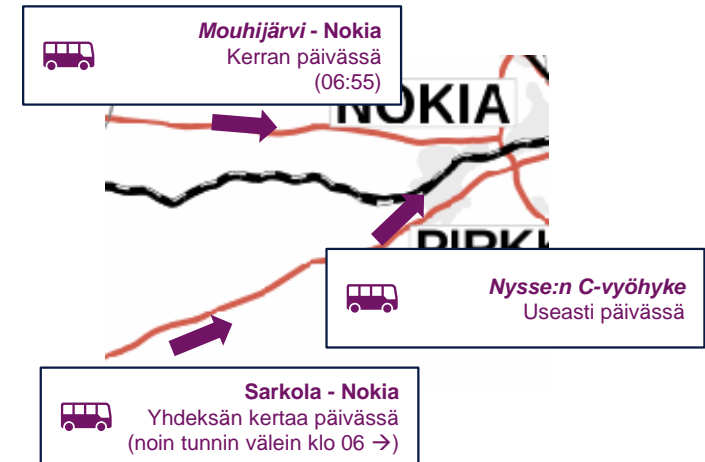 Mouhijärvi - Nokia
Kerran päivässä
(06:55)
NOKIA
Nysse:n C-vyöhyke
Useasti päivässä
Sarkola - Nokia
Yhdeksän kertaa päivässä
(noin tunnin välein klo 06 →)